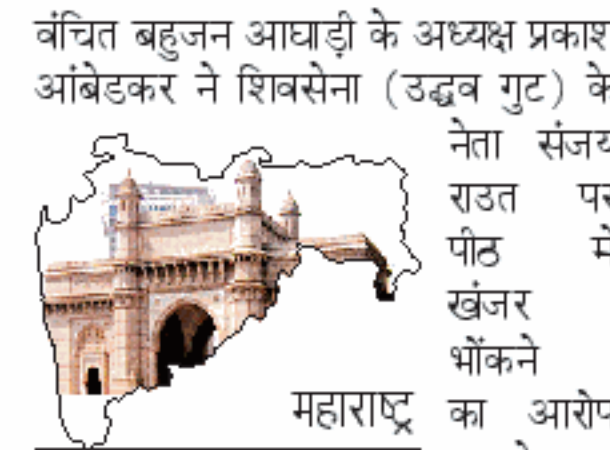 वंचित बहुजन आघाड़ी के अध्यक्ष प्रकाश
आंबेडकर ने शिवसेना (उद्धव गुट) के
नेता संजय
राउत पर
पीठ में
खंजर
भोंकने
महाराष्ट्र
का आरोप